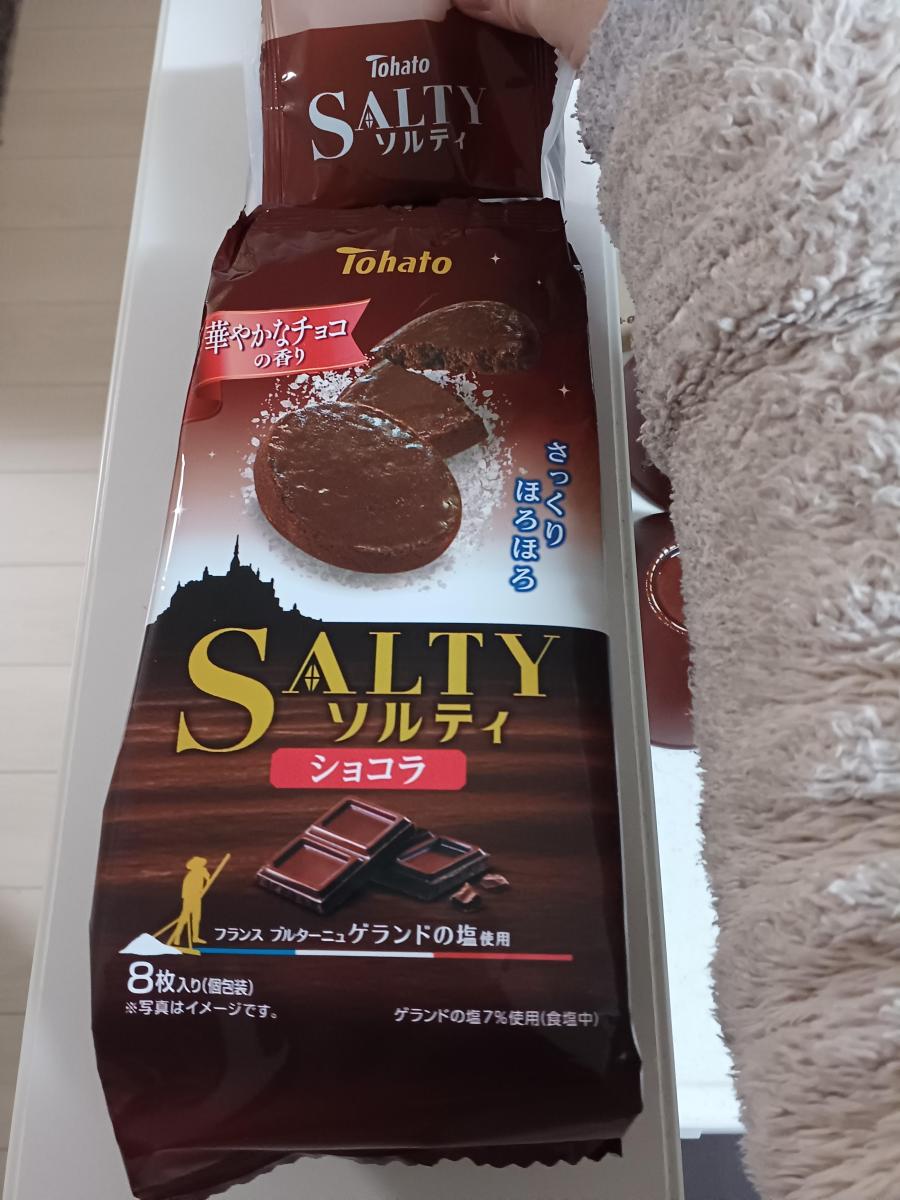 Tohato
SALTY
ソルティ
Tohato
華やかなチョコ
の香り
さっくり
ほろほろ
SALTY
ソルティ
ショコラ
フランス ブルターニュゲランドの塩使用
8枚入り(個包装)
※写真はイメージです。
ゲランドの塩7%使用(食塩中)